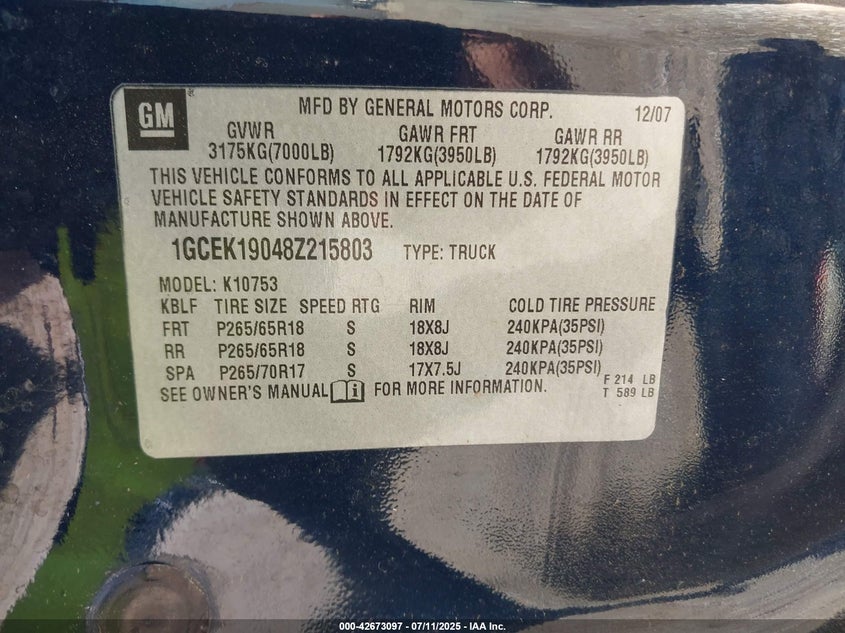 GM
MFD BY GENERAL MOTORS CORP. 12/07
GVWR GAWR FRT GAWR RR
3175KG(7000LB) 1792KG(3950LB) 1792KG(3950LB)
THIS VEHICLE CONFORMS TO ALL APPLICABLE U.S. FEDERAL MOTOR
VEHICLE SAFETY STANDARDS IN EFFECT ON THE DATE OF
MANUFACTURE SHOWN ABOVE.
1GCEK19048Z215803 TYPE: TRUCK
MODEL: K10753
KBLF TIRE SIZE SPEED RTG RIM COLD TIRE PRESSURE
FRT P265/65R18 S 18X8J 240KPA(35PSI)
RR P265/65R18 S 18X8J 240KPA(35PSI)
SPA P265/70R17 S 17X7.5J 240KPA(35PSI)
F 214 LB
SEE OWNER'S MANUAL FOR MORE INFORMATION. T 589 LB
000-42673097 - 07/11/2025 - IAA Inc.